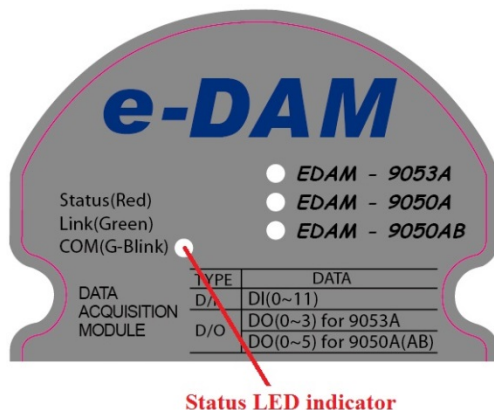 e-DAM
EDAM - 9053A
EDAM - 9050A
EDAM - 9050AB
Status(Red)
Link(Green)
COM(G-Blink)
DATA
ACQUISITION
MODULE
TYPE DATA
D/I DI(0~11)
D/O DO(0~3) for 9053A
DO(0~5) for 9050A(AB)
Status LED indicator